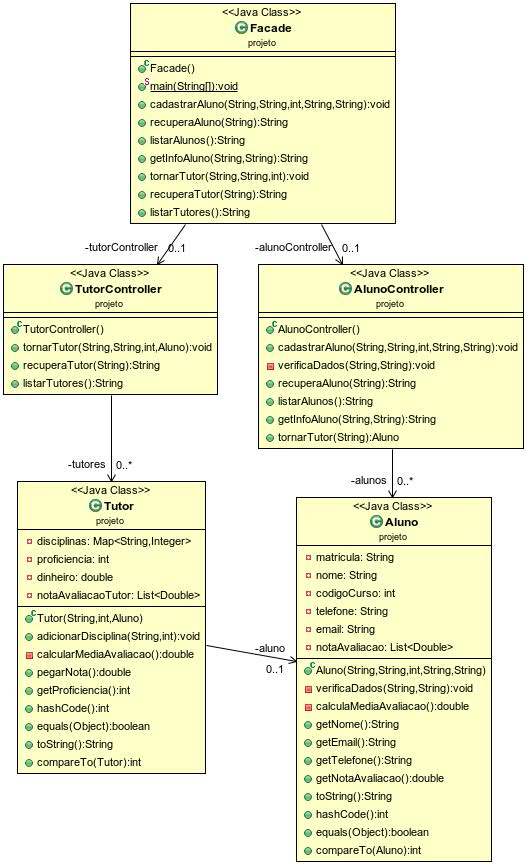 <<Java Class>>
C Facade
projeto
c Facade()
S main(String[]):void
cadastrarAluno(String,String,int,String,String):void
recuperaAluno(String):String
listarAlunos():String
getInfoAluno(String,String):String
tornarTutor(String,String,int):void
recuperaTutor(String):String
listarTutores():String
-tutorController 0..1
-alunoController 0..1
<<Java Class>>
C TutorController
projeto
c TutorController()
tornarTutor(String,String,int,Aluno):void
recuperaTutor(String):String
listarTutores():String
<<Java Class>>
C AlunoController
projeto
c AlunoController()
cadastrarAluno(String,String,int,String,String):void
verificaDados(String,String):void
recuperaAluno(String):String
listarAlunos():String
getInfoAluno(String,String):String
tornarTutor(String):Aluno
-tutores 0..*
-alunos 0..*
<<Java Class>>
C Tutor
projeto
disciplinas: Map<String,Integer>
proficiencia: int
dinheiro: double
notaAvaliacaoTutor: List<Double>
c Tutor(String,int,Aluno)
adicionarDisciplina(String,int):void
calcularMediaAvaliacao():double
pegarNota():double
getProficiencia():int
hashCode():int
equals(Object):boolean
toString():String
compareTo(Tutor):int
-aluno
0..1
<<Java Class>>
C Aluno
projeto
matricula: String
nome: String
codigoCurso: int
telefone: String
email: String
notaAvaliacao: List<Double>
c Aluno(String,String,int,String,String)
verificaDados(String,String):void
calculaMediaAvaliacao():double
getNome():String
getEmail():String
getTelefone():String
getNotaAvaliacao():double
toString():String
hashCode():int
equals(Object):boolean
compareTo(Aluno):int